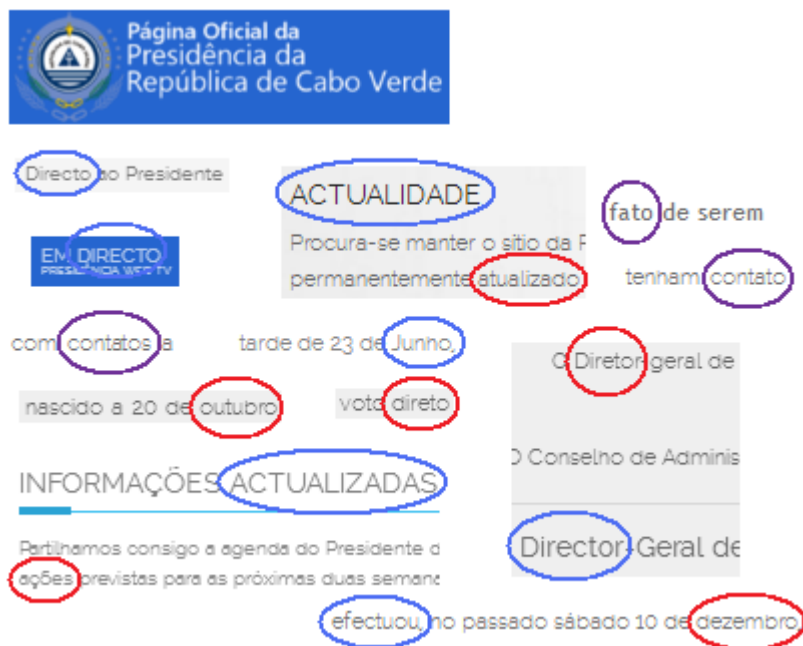 Página Oficial da
Presidência da
República de Cabo Verde
Directo ao Presidente
ACTUALIDADE
Procura-se manter o sítio da P
permanentemente atualizado
fato de serem
EM DIRECTO
PRESIDÊNCIA WEB TV
tenham contato
com contatos a
tarde de 23 de Junho,
O Diretor-geral de
nascido a 20 de outubro
voto direto
O Conselho de Adminis
INFORMAÇÕES ACTUALIZADAS
Director-Geral de
Partilhamos consigo a agenda do Presidente d
ações previstas para as próximas duas semana
efectuou, no passado sábado 10 de dezembro,